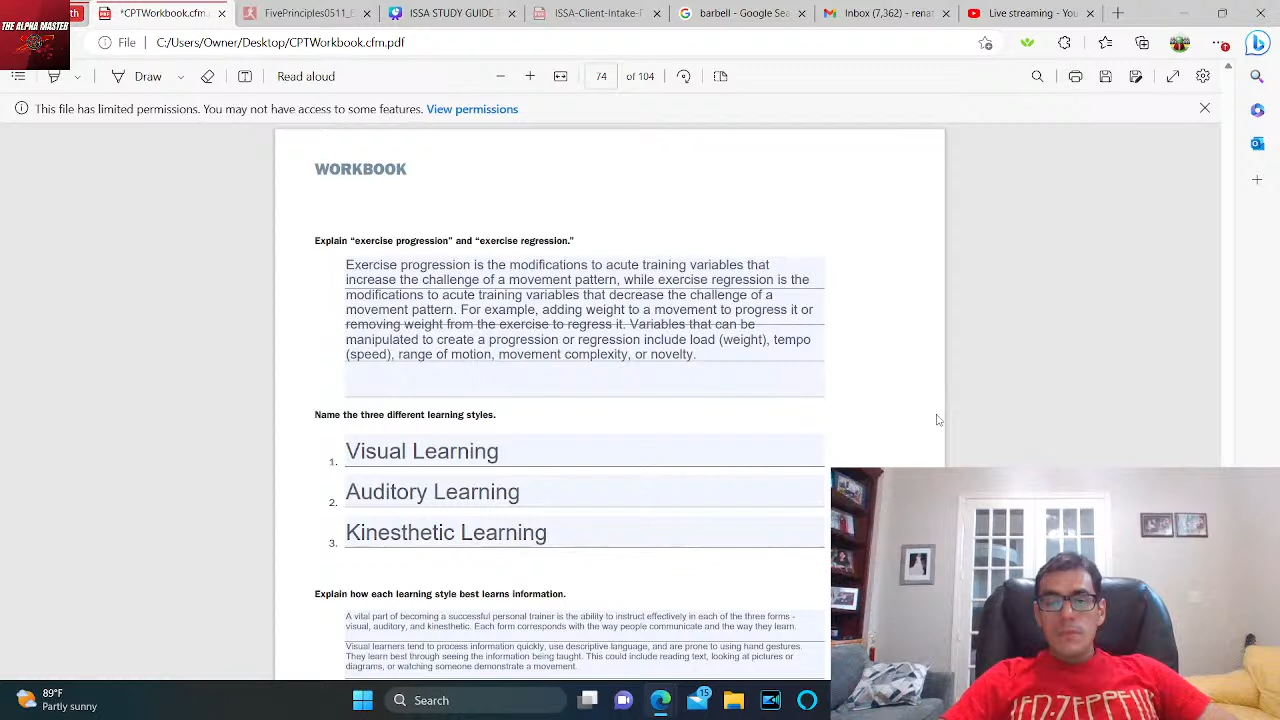 THE ALPHA MASTER
*CPTWorkbook.cfm.pdf
FivePrinciples0511_E
ISSA STUDY GUIDE
ISSA-Client-Intake-
Enerbell - Google
Inbox (7,362) - rena
Live streaming - You
File
C:/Users/Owner/Desktop/CPTWorkbook.cfm.pdf
Draw
Read aloud
74
of 104
This file has limited permissions. You may not have access to some features. View permissions
WORKBOOK
Explain “exercise progression” and “exercise regression.”
Exercise progression is the modifications to acute training variables that
increase the challenge of a movement pattern, while exercise regression is the
modifications to acute training variables that decrease the challenge of a
movement pattern. For example, adding weight to a movement to progress it or
removing weight from the exercise to regress it. Variables that can be
manipulated to create a progression or regression include load (weight), tempo
(speed), range of motion, movement complexity, or novelty.
Name the three different learning styles.
1. Visual Learning
2. Auditory Learning
3. Kinesthetic Learning
Explain how each learning style best learns information.
A vital part of becoming a successful personal trainer is the ability to instruct effectively in each of the three forms -
visual, auditory, and kinesthetic. Each form corresponds with the way people communicate and the way they learn.
Visual learners tend to process information quickly, use descriptive language, and are prone to using hand gestures.
They learn best through seeing the information being taught. This could include reading text, looking at pictures or
diagrams, or watching someone demonstrate a movement.
LED-ZEPPELIN
89°F
Partly sunny
Search
15